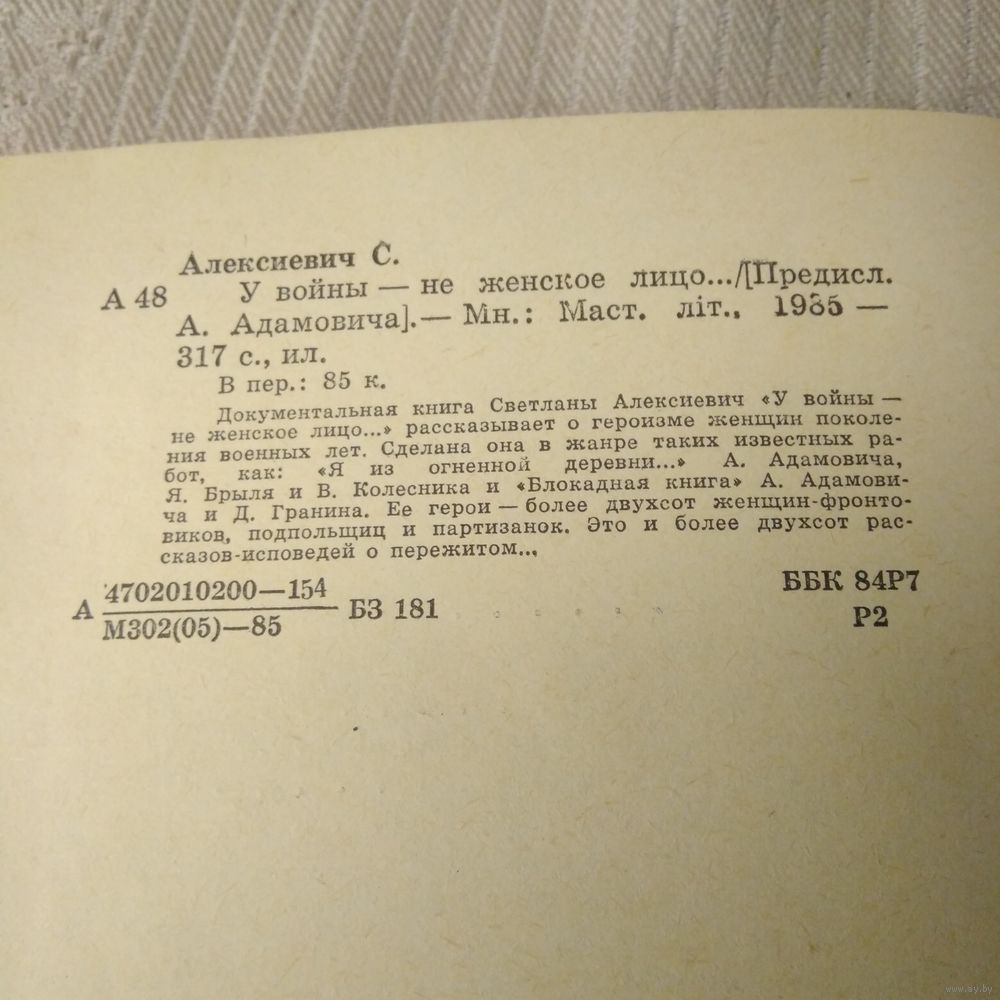 Алексиевич С.
А 48 У войны — не женское лицо.../[Предисл.
А. Адамовича].— Мн.: Маст. літ., 1985 —
317 с., ил.
В пер.: 85 к.
Документальная книга Светланы Алексиевич «У войны —
не женское лицо...» рассказывает о героизме женщин поколе-
ния военных лет. Сделана она в жанре таких известных ра-
бот, как: «Я из огненной деревни...» А. Адамовича,
Я. Брыля и В. Колесника и «Блокадная книга» А. Адамови-
ча и Д. Гранина. Ее герои — более двухсот женщин-фронто-
виков, подпольщиц и партизанок. Это и более двухсот рас-
сказов-исповедей о пережитом...
А 4702010200—154 БЗ 181 ББК 84Р7
М302(05)—85 Р2
www.ay.by